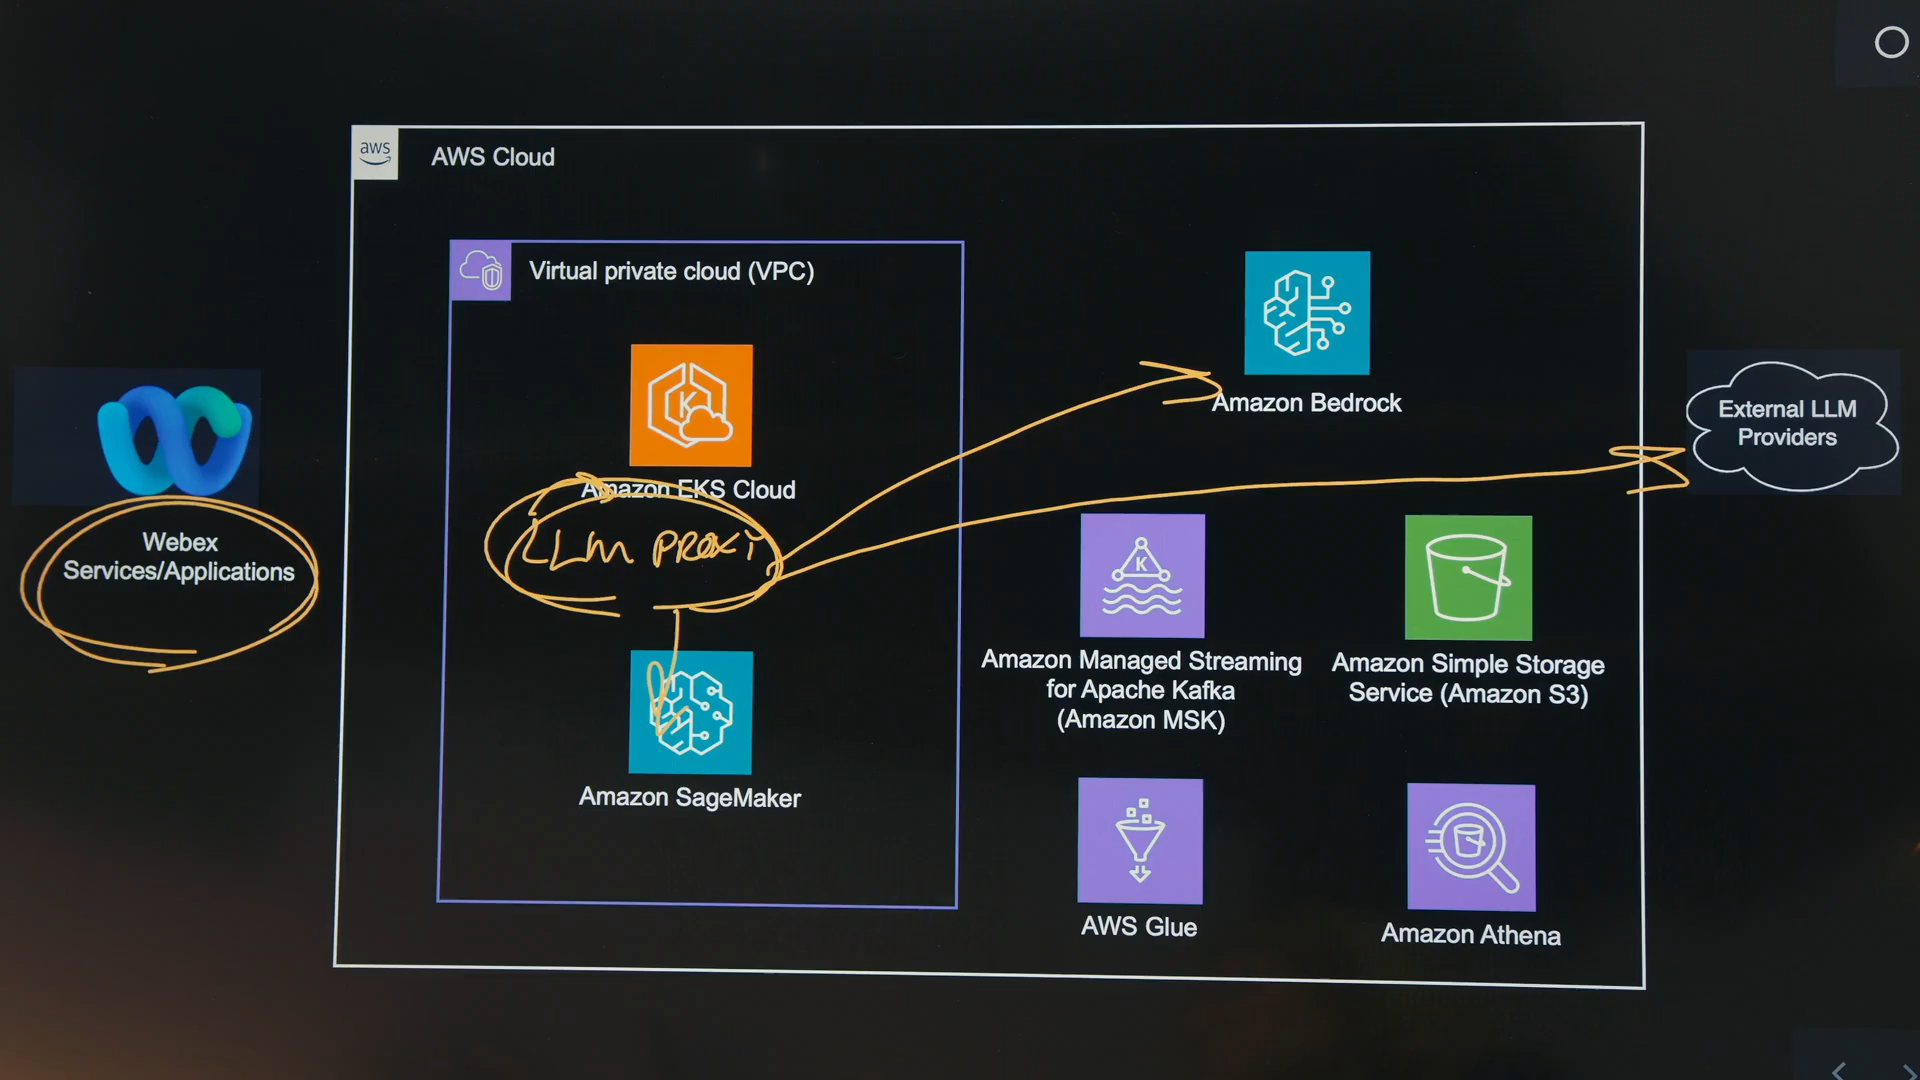 aws
AWS Cloud
Virtual private cloud (VPC)
K
Amazon EKS Cloud
LLM PROXY
Amazon SageMaker
Webex
Services/Applications
Amazon Bedrock
External LLM
Providers
K
Amazon Managed Streaming
for Apache Kafka
(Amazon MSK)
Amazon Simple Storage
Service (Amazon S3)
AWS Glue
Amazon Athena